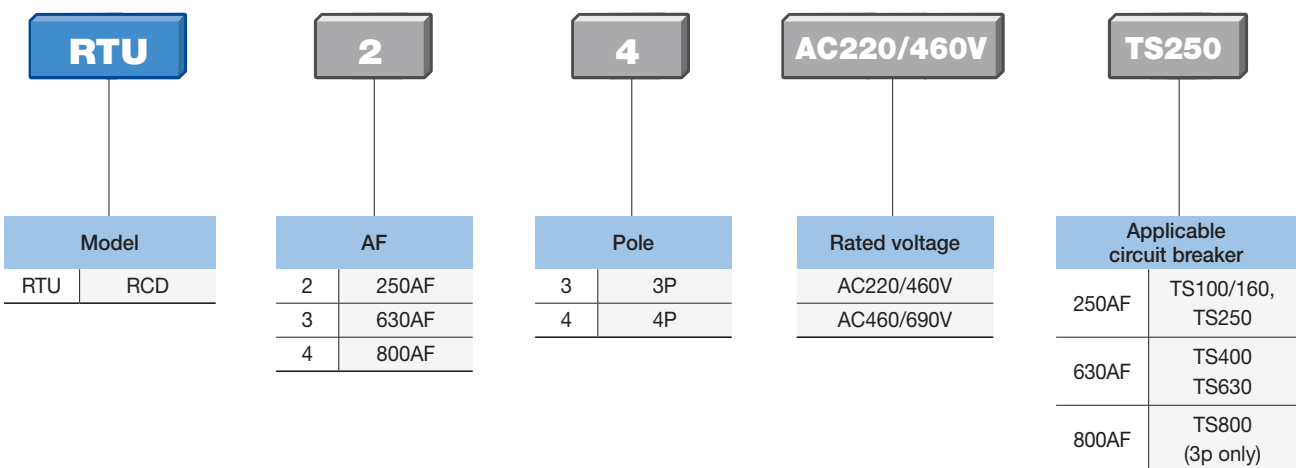 RTU 2 4 AC220/460V TS250
Model
RTU RCD
AF
2 250AF
3 630AF
4 800AF
Pole
3 3P
4 4P
Rated voltage
AC220/460V
AC460/690V
Applicable
circuit breaker
250AF TS100/160,
TS250
630AF TS400
TS630
800AF TS800
(3p only)